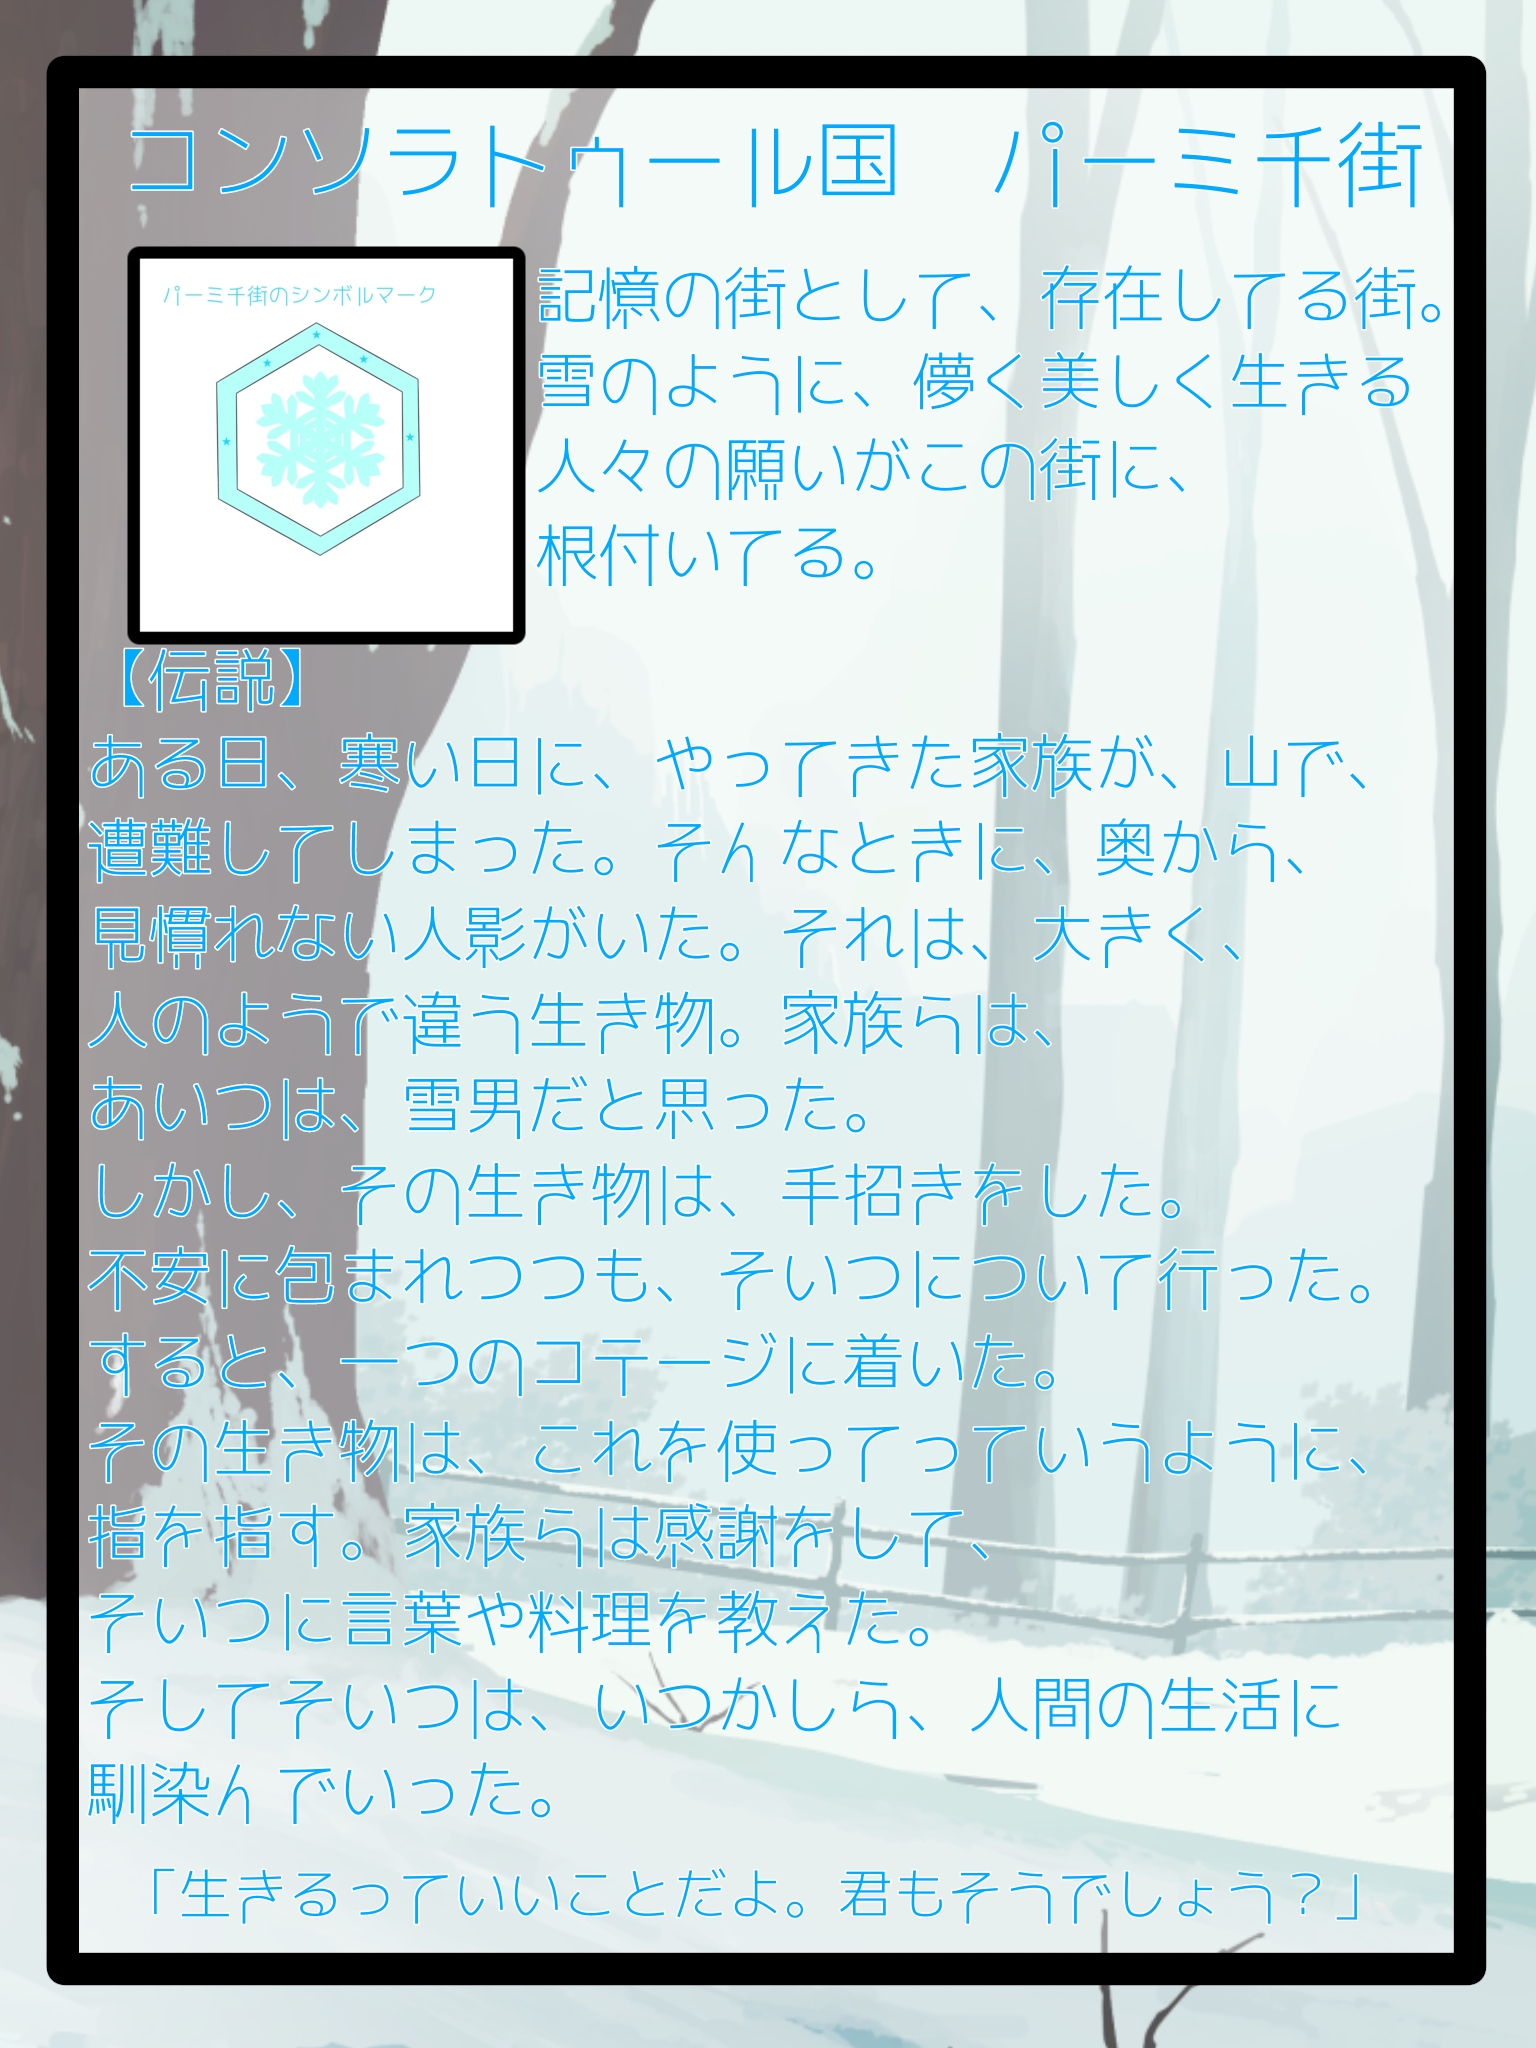 コンソラトゥール国　パーミ千街
パーミ千街のシンボルマーク
記憶の街として、存在してる街。
雪のように、儚く美しく生きる
人々の願いがこの街に、
根付いてる。
【伝説】
ある日、寒い日に、やってきた家族が、山で、
遭難してしまった。そんなときに、奥から、
見慣れない人影がいた。それは、大きく、
人のようで違う生き物。家族らは、
あいつは、雪男だと思った。
しかし、その生き物は、手招きをした。
不安に包まれつつも、そいつについて行った。
すると、一つのコテージに着いた。
その生き物は、これを使ってっていうように、
指を指す。家族らは感謝をして、
そいつに言葉や料理を教えた。
そしてそいつは、いつかしら、人間の生活に
馴染んでいった。
「生きるっていいことだよ。君もそうでしょう？」